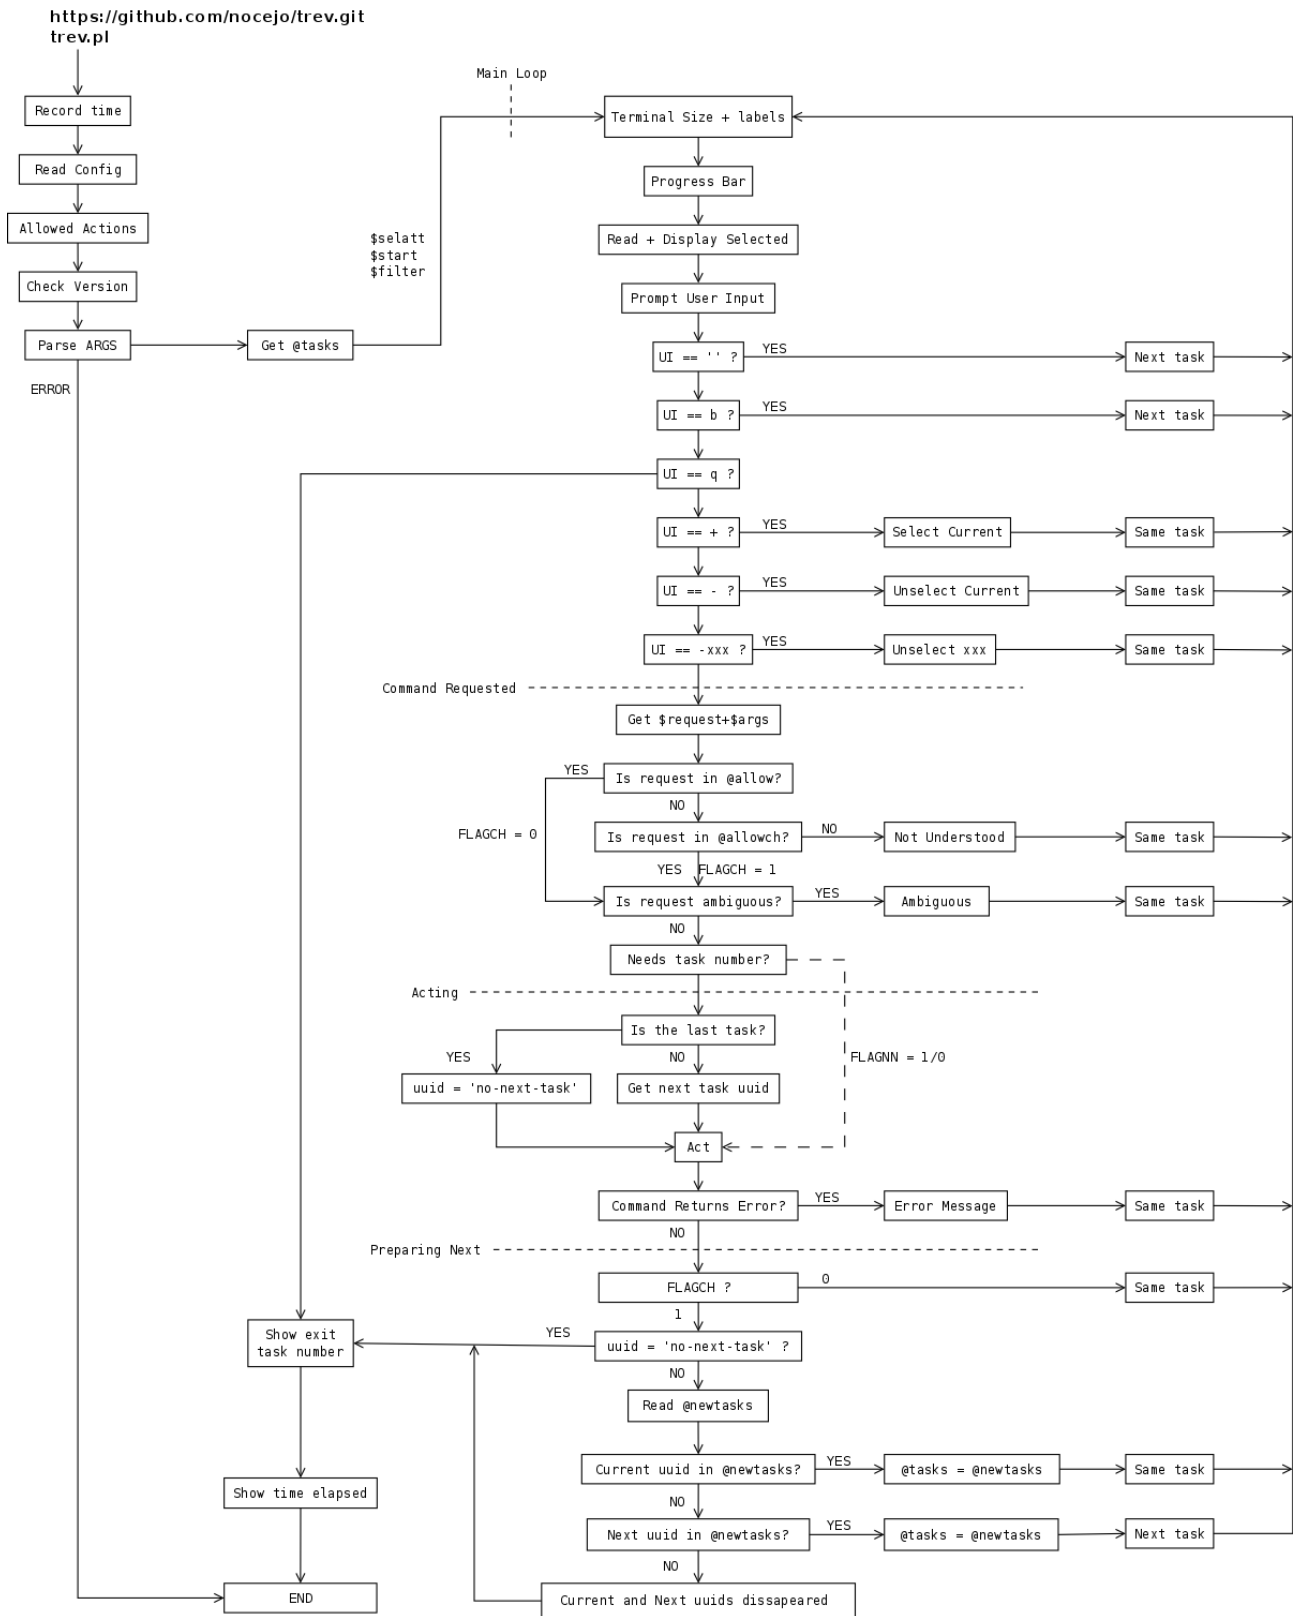 https://github.com/nocejo/trev.git
trev.pl
Main Loop
Record time
Terminal Size + labels
Read Config
Progress Bar
Allowed Actions
$selatt
$start
$filter
Read + Display Selected
Check Version
Prompt User Input
Parse ARGS
Get @tasks
UI == '' ?
YES
Next task
ERROR
UI == b ?
YES
Next task
UI == q ?
UI == + ?
YES
Select Current
Same task
UI == - ?
YES
Unselect Current
Same task
UI == -xxx ?
YES
Unselect xxx
Same task
Command Requested
Get $request+$args
YES
Is request in @allow?
NO
FLAGCH = 0
Is request in @allowch?
NO
Not Understood
Same task
YES
FLAGCH = 1
Is request ambiguous?
YES
Ambiguous
Same task
NO
Needs task number?
Acting
Is the last task?
YES
NO
FLAGNN = 1/0
uuid = 'no-next-task'
Get next task uuid
Act
Command Returns Error?
YES
Error Message
Same task
NO
Preparing Next
FLAGCH ?
0
Same task
1
Show exit
task number
YES
uuid = 'no-next-task' ?
NO
Read @newtasks
Current uuid in @newtasks?
YES
@tasks = @newtasks
Same task
Show time elapsed
NO
Next uuid in @newtasks?
YES
@tasks = @newtasks
Next task
NO
END
Current and Next uuids dissapeared